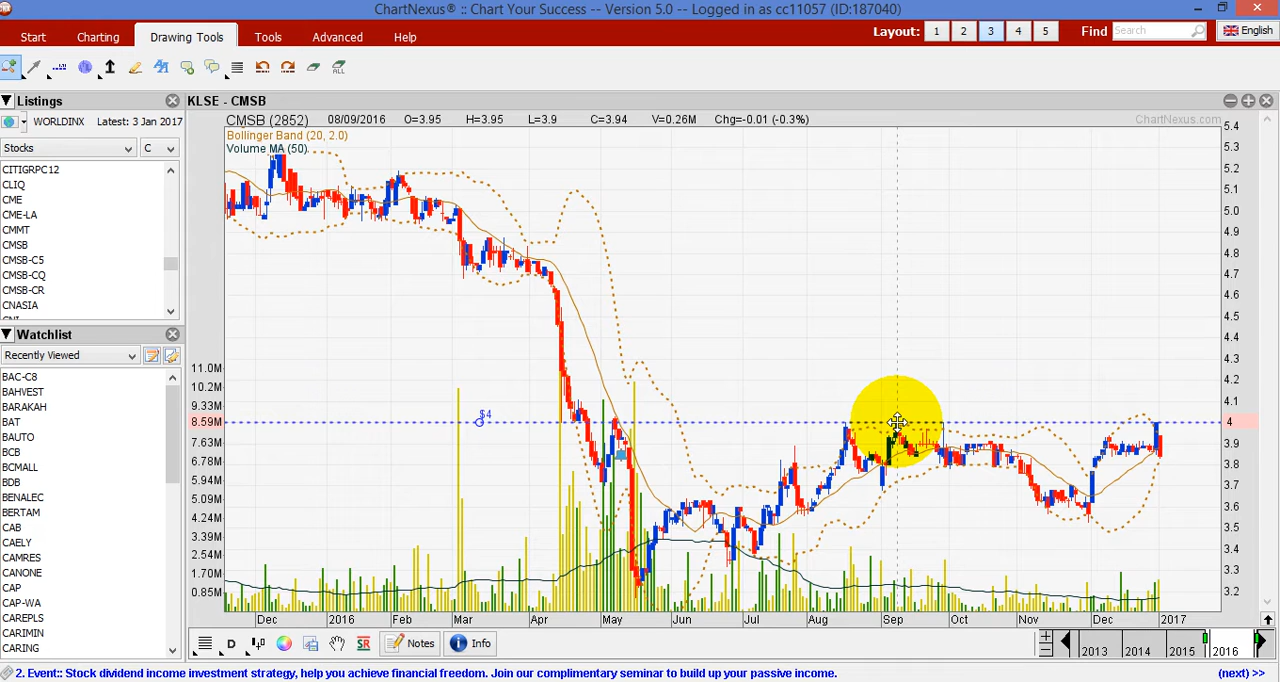 ChartNexus® :: Chart Your Success -- Version 5.0 -- Logged in as cc11057 (ID:187040)
Start Charting Drawing Tools Tools Advanced Help Layout: 1 2 3 4 5 Find Search English
ALL
Listings
WORLDINX Latest: 3 Jan 2017
Stocks C
CITIGRPC12
CLIQ
CME
CME-LA
CMMT
CMSB
CMSB-C5
CMSB-CQ
CMSB-CR
CNASIA
Watchlist
Recently Viewed
BAC-C8
BAHVEST
BARAKAH
BAT
BAUTO
BCB
BCMALL
BDB
BENALEC
BERTAM
CAB
CAELY
CAMRES
CANONE
CAP
CAP-WA
CAREPLS
CARIMIN
CARING
KLSE - CMSB
CMSB (2852) 08/09/2016 O=3.95 H=3.95 L=3.9 C=3.94 V=0.26M Chg=-0.01 (-0.3%) ChartNexus.com
Bollinger Band (20, 2.0)
Volume MA (50)
5.4
5.3
5.2
5.1
5.0
4.9
4.8
4.7
4.6
4.5
4.4
4.3
4.2
4.1
4
3.9
3.8
3.7
3.6
3.5
3.4
3.3
3.2
11.0M
10.2M
9.33M
8.59M
7.63M
6.78M
5.94M
5.09M
4.24M
3.39M
2.54M
1.70M
0.85M
$4
Dec 2016 Feb Mar Apr May Jun Jul Aug Sep Oct Nov Dec 2017
D SR Notes Info 2013 2014 2015 2016
2. Event:: Stock dividend income investment strategy, help you achieve financial freedom. Join our complimentary seminar to build up your passive income. (next) >>